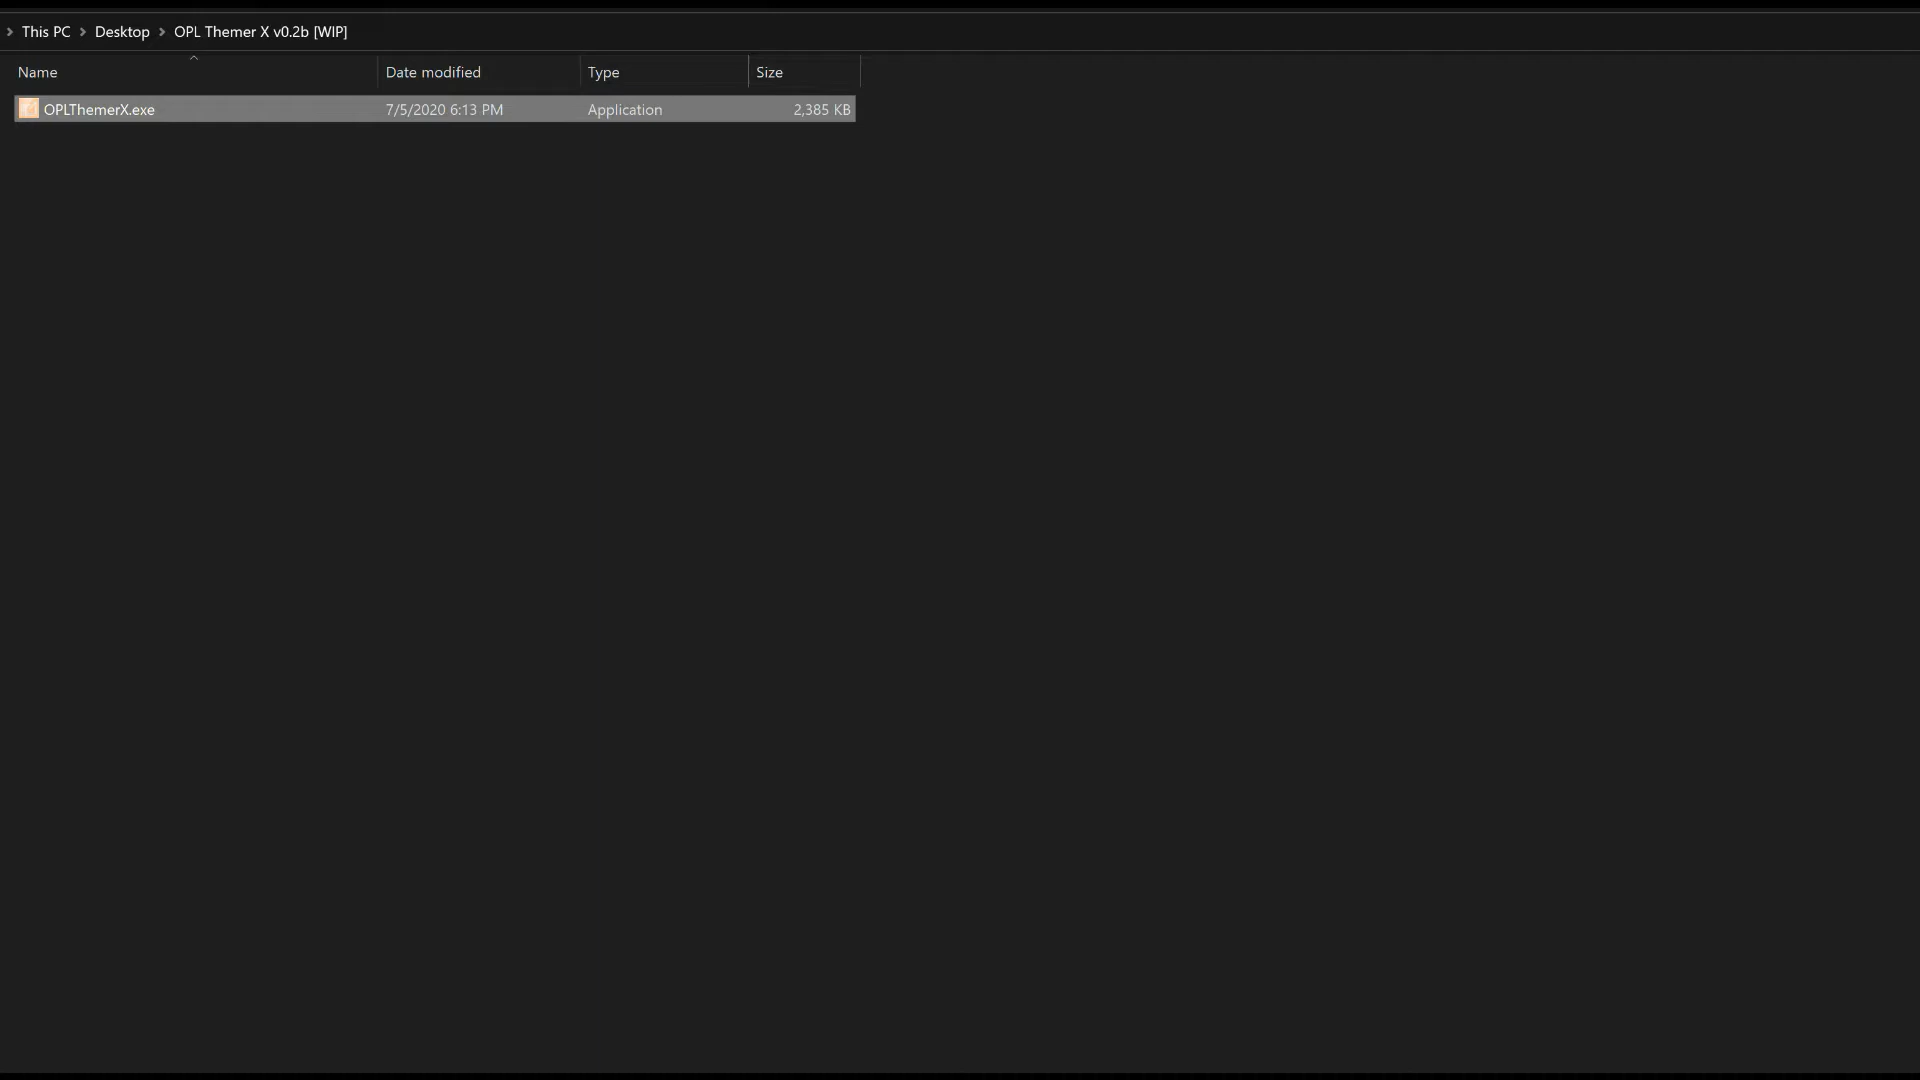 This PC > Desktop > OPL Themer X v0.2b [WIP]
Name Date modified Type Size
OPLThemerX.exe 7/5/2020 6:13 PM Application 2,385 KB